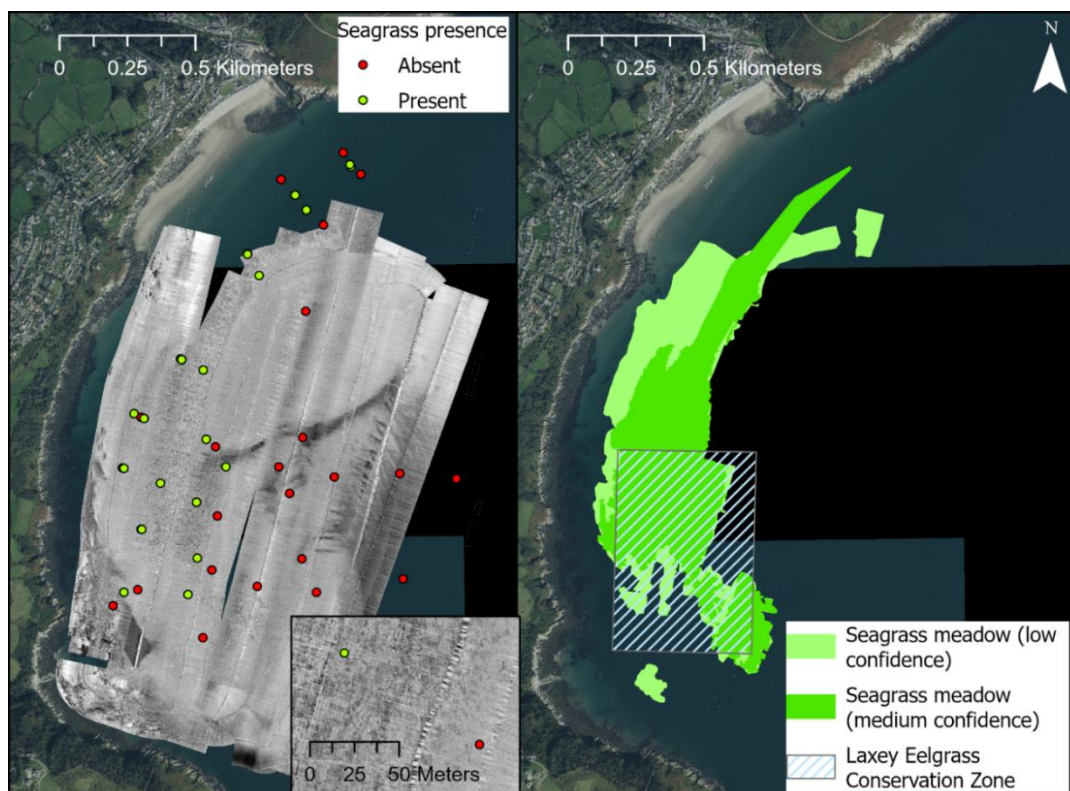 0 0.25 0.5 Kilometers
Seagrass presence
Absent
Present
0 25 50 Meters
0 0.25 0.5 Kilometers
N
Seagrass meadow (low
confidence)
Seagrass meadow
(medium confidence)
Laxey Eelgrass
Conservation Zone